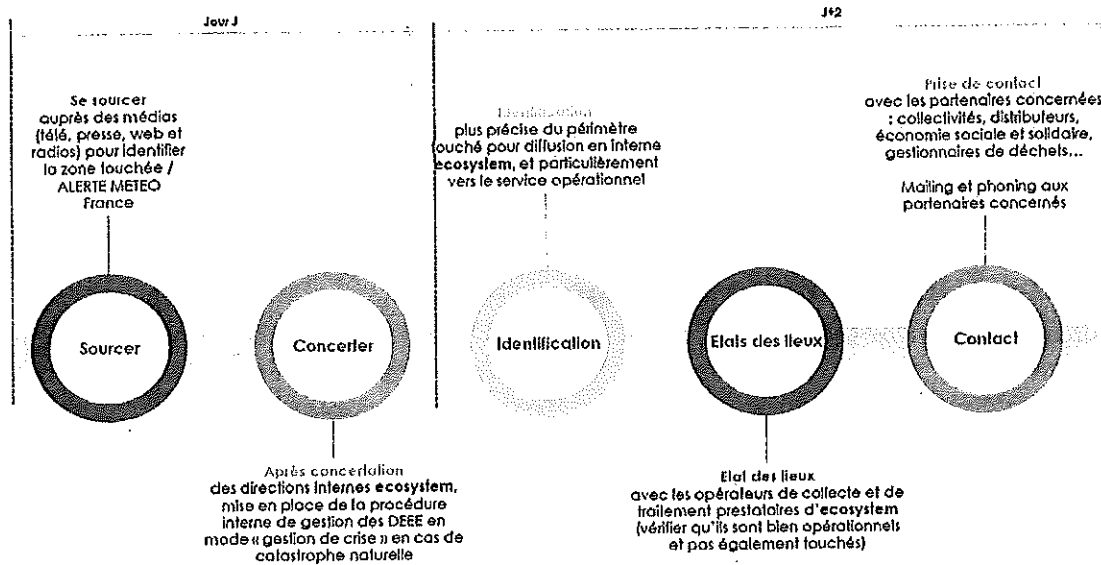 Jour J
J+2
Se sourcer
auprès des médias
(télé, presse, web et
radios) pour identifier
la zone touchée /
ALERTE METEO
France
Identification
plus précise du périmètre
touché pour diffusion en interne
ecosystem, et particulièrement
vers le service opérationnel
Prise de contact
avec les partenaires concernées
: collectivités, distributeurs,
économie sociale et solidaire,
gestionnaires de déchets...
Mailing et phoning aux
partenaires concernés
Sourcer
Concerter
Identification
Etats des lieux
Contact
Après concertation
des directions internes ecosystem,
mise en place de la procédure
interne de gestion des DEEE en
mode « gestion de crise » en cas de
catastrophe naturelle
Etat des lieux
avec les opérateurs de collecte et de
traitement prestataires d'ecosystem
(vérifier qu'ils sont bien opérationnels
et pas également touchés)